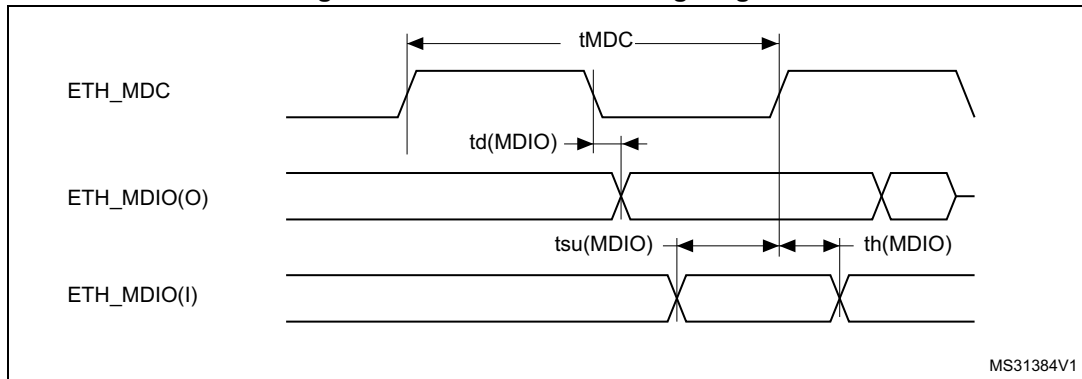 tMDC
ETH_MDC
td(MDIO)
ETH_MDIO(O)
tsu(MDIO)
th(MDIO)
ETH_MDIO(I)
MS31384V1